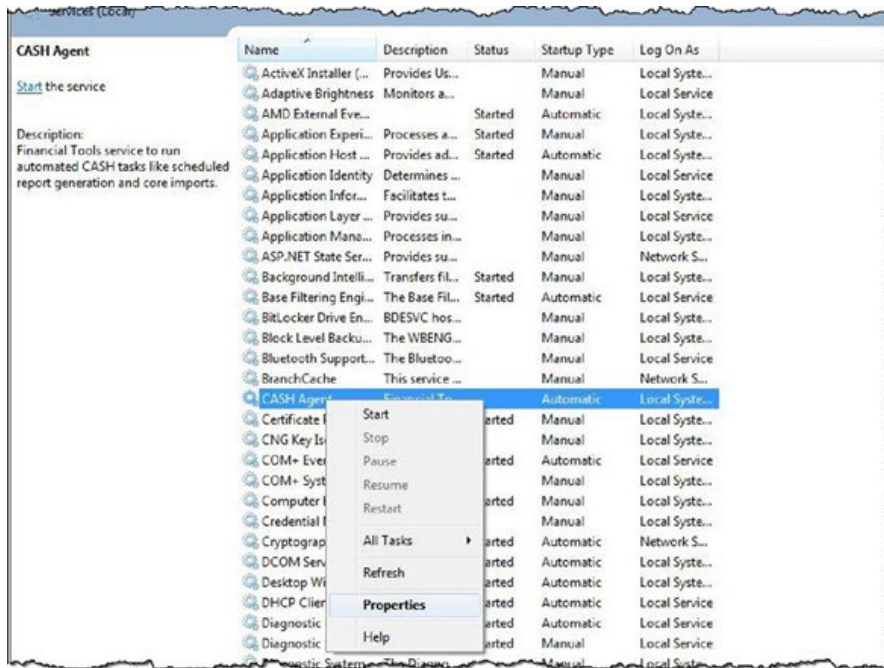 Services (Local)
CASH Agent
Start the service
Description:
Financial Tools service to run
automated CASH tasks like scheduled
report generation and core imports.
Name Description Status Startup Type Log On As
ActiveX Installer (... Provides Us... Manual Local Syste...
Adaptive Brightness Monitors a... Manual Local Service
AMD External Eve... Started Automatic Local Syste...
Application Experi... Processes a... Started Manual Local Syste...
Application Host ... Provides ad... Started Automatic Local Syste...
Application Identity Determines ... Manual Local Service
Application Infor... Facilitates t... Manual Local Syste...
Application Layer ... Provides su... Manual Local Service
Application Mana... Processes in... Manual Local Syste...
ASP.NET State Ser... Provides su... Manual Network S...
Background Intelli... Transfers fil... Started Manual Local Syste...
Base Filtering Engi... The Base Fil... Started Automatic Local Service
BitLocker Drive En... BDESVC hos... Manual Local Syste...
Block Level Backu... The WBENG... Manual Local Syste...
Bluetooth Support... The Bluetoo... Manual Local Service
BranchCache This service ... Manual Network S...
CASH Agent Financial To... Automatic Local Syste...
Certificate arted Manual Local Syste...
CNG Key Is Manual Local Syste...
COM+ Eve arted Automatic Local Service
COM+ Syst Manual Local Syste...
Computer arted Manual Local Syste...
Credential Manual Local Syste...
Cryptograp arted Automatic Network S...
DCOM Serv arted Automatic Local Syste...
Desktop Wi arted Automatic Local Syste...
DHCP Clier arted Automatic Local Service
Diagnostic arted Automatic Local Service
Diagnostic arted Manual Local Service
Diagnostic System The Diagno Manual Local Syste...
Start
Stop
Pause
Resume
Restart
All Tasks
Refresh
Properties
Help